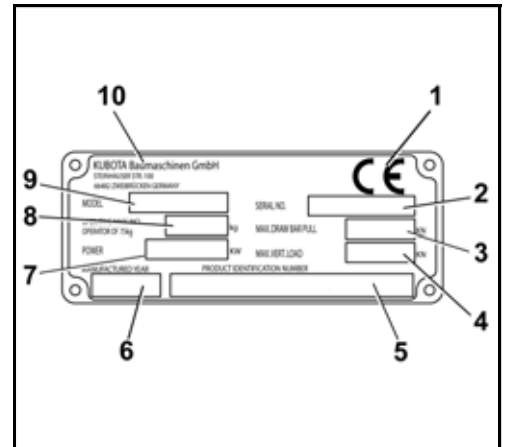 10
1
KUBOTA Baumaschinen GmbH
STEINHAUSER STR. 100
66482 ZWEIBRÜCKEN GERMANY
CE
9
MODEL
SERIAL NO.
2
8
OPERATOR OF 75kg
kg
MAX. DRAW BAR PULL
KN
3
7
POWER
KW
MAX. VERT. LOAD
KN
4
MANUFACTURED YEAR
PRODUCT IDENTIFICATION NUMBER
6
5